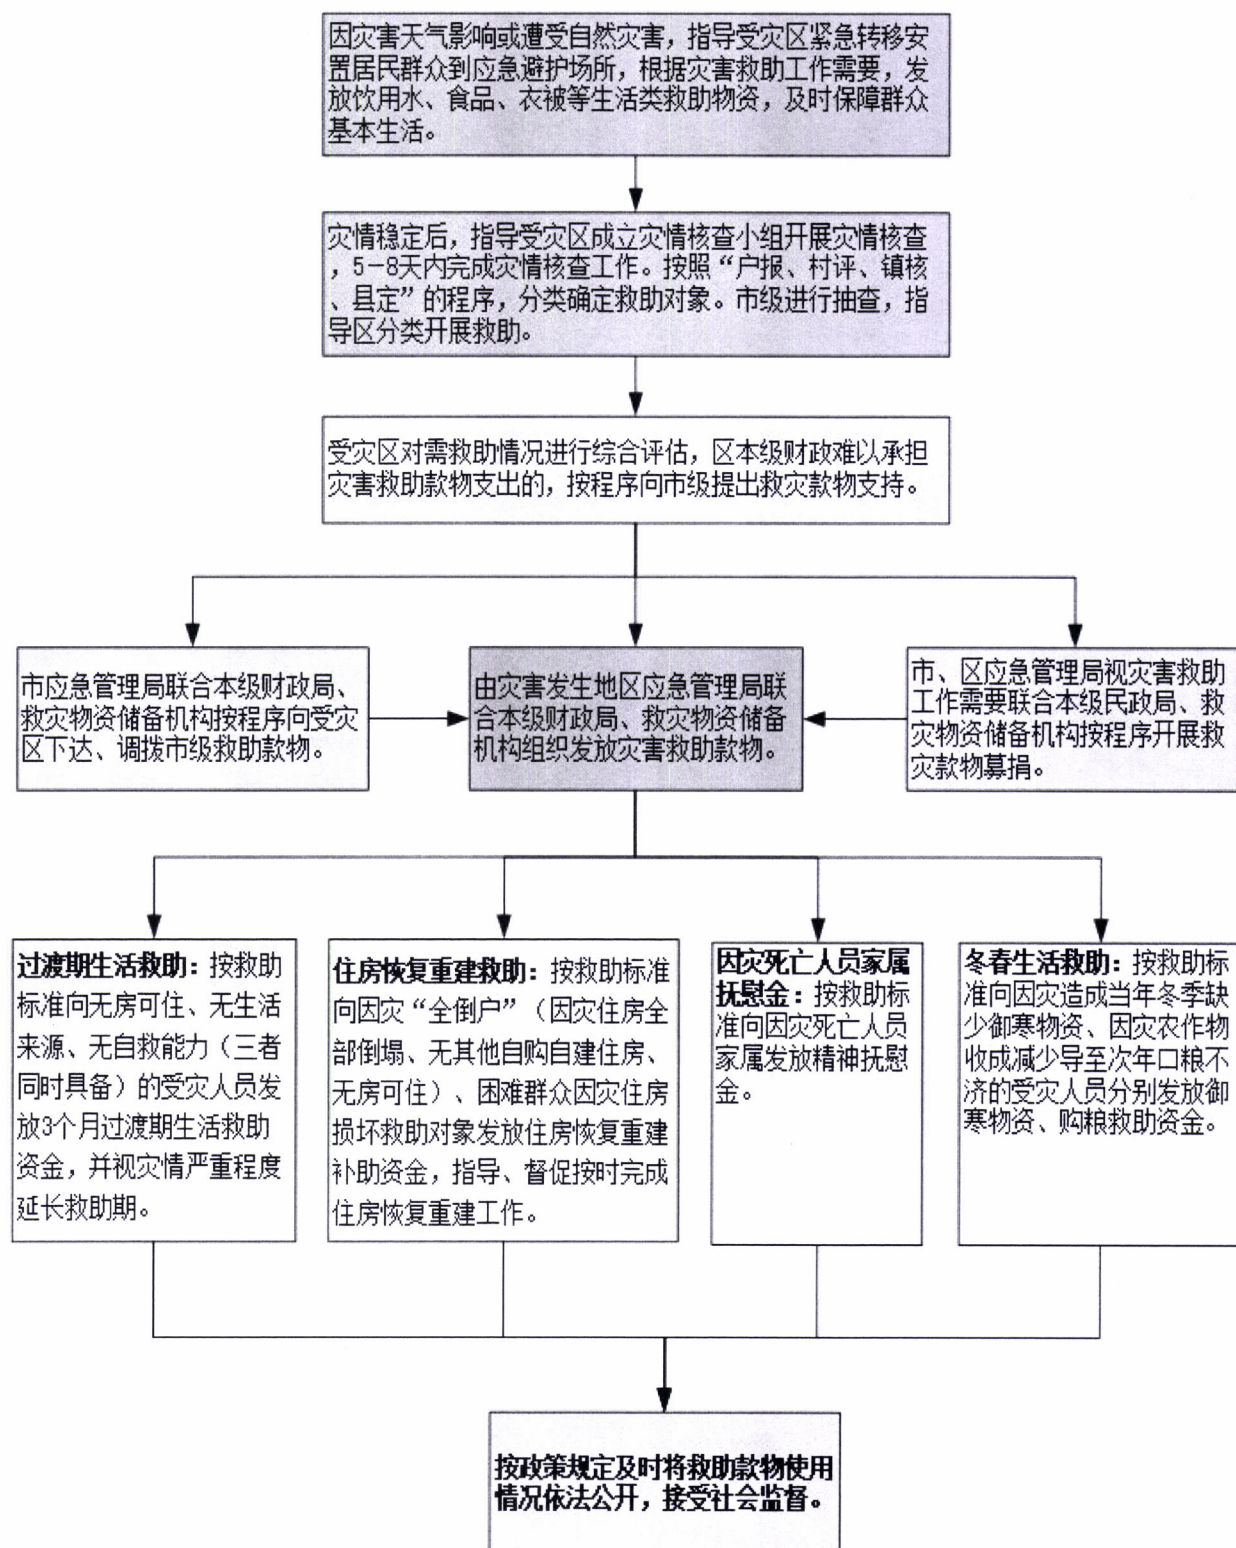 因灾害天气影响或遭受自然灾害，指导受灾区紧急转移安
置居民群众到应急避护场所，根据灾害救助工作需要，发
放饮用水、食品、衣被等生活类救助物资，及时保障群众
基本生活。
灾情稳定后，指导受灾区成立灾情核查小组开展灾情核查
，5-8天内完成灾情核查工作。按照“户报、村评、镇核
、县定”的程序，分类确定救助对象。市级进行抽查，指
导区分类开展救助。
受灾区对需救助情况进行综合评估，区本级财政难以承担
灾害救助款物支出的，按程序向市级提出救灾款物支持。
市应急管理局联合本级财政局、
救灾物资储备机构按程序向受灾
区下达、调拨市级救助款物。
由灾害发生地区应急管理局联
合本级财政局、救灾物资储备
机构组织发放灾害救助款物。
市、区应急管理局视灾害救助
工作需要联合本级民政局、救
灾物资储备机构按程序开展救
灾款物募捐。
过渡期生活救助：按救助
标准向无房可住、无生活
来源、无自救能力（三者
同时具备）的受灾人员发
放3个月过渡期生活救助
资金，并视灾情严重程度
延长救助期。
住房恢复重建救助：按救助标准
向因灾“全倒户”（因灾住房全
部倒塌、无其他自购自建住房、
无房可住）、困难群众因灾住房
损坏救助对象发放住房恢复重建
补助资金，指导、督促按时完成
住房恢复重建工作。
因灾死亡人员家属
抚慰金：按救助标
准向因灾死亡人员
家属发放精神抚慰
金。
冬春生活救助：按救助标
准向因灾造成当年冬季缺
少御寒物资、因灾农作物
收成减少导至次年口粮不
济的受灾人员分别发放御
寒物资、购粮救助资金。
按政策规定及时将救助款物使用
情况依法公开，接受社会监督。